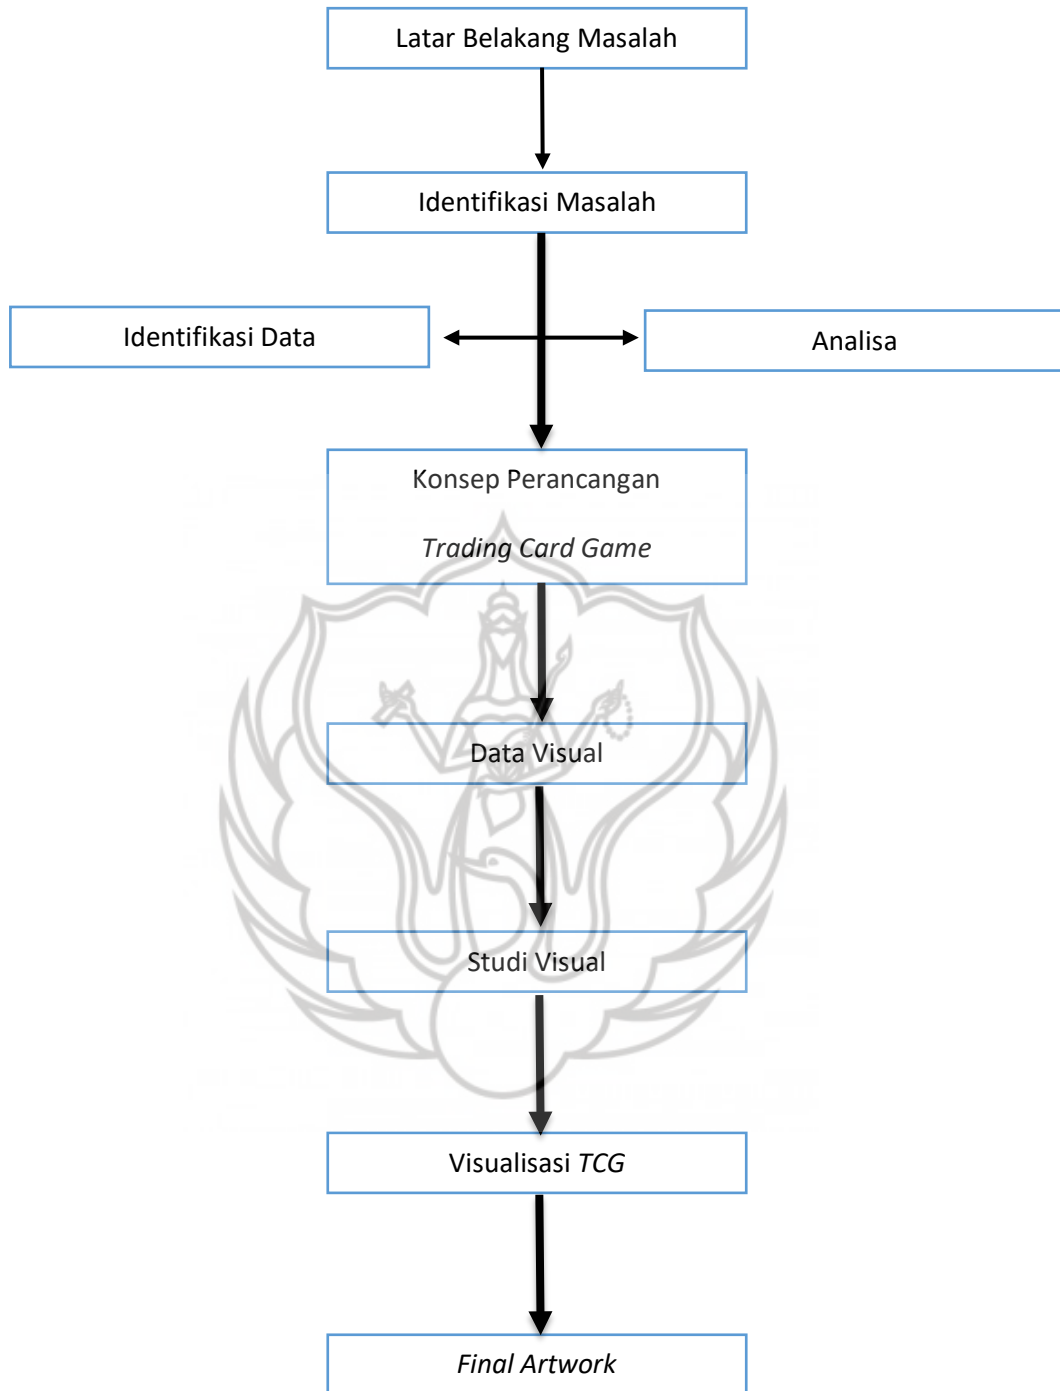 Latar Belakang Masalah
Identifikasi Masalah
Identifikasi Data
Analisa
Konsep Perancangan
Trading Card Game
Data Visual
Studi Visual
Visualisasi TCG
Final Artwork